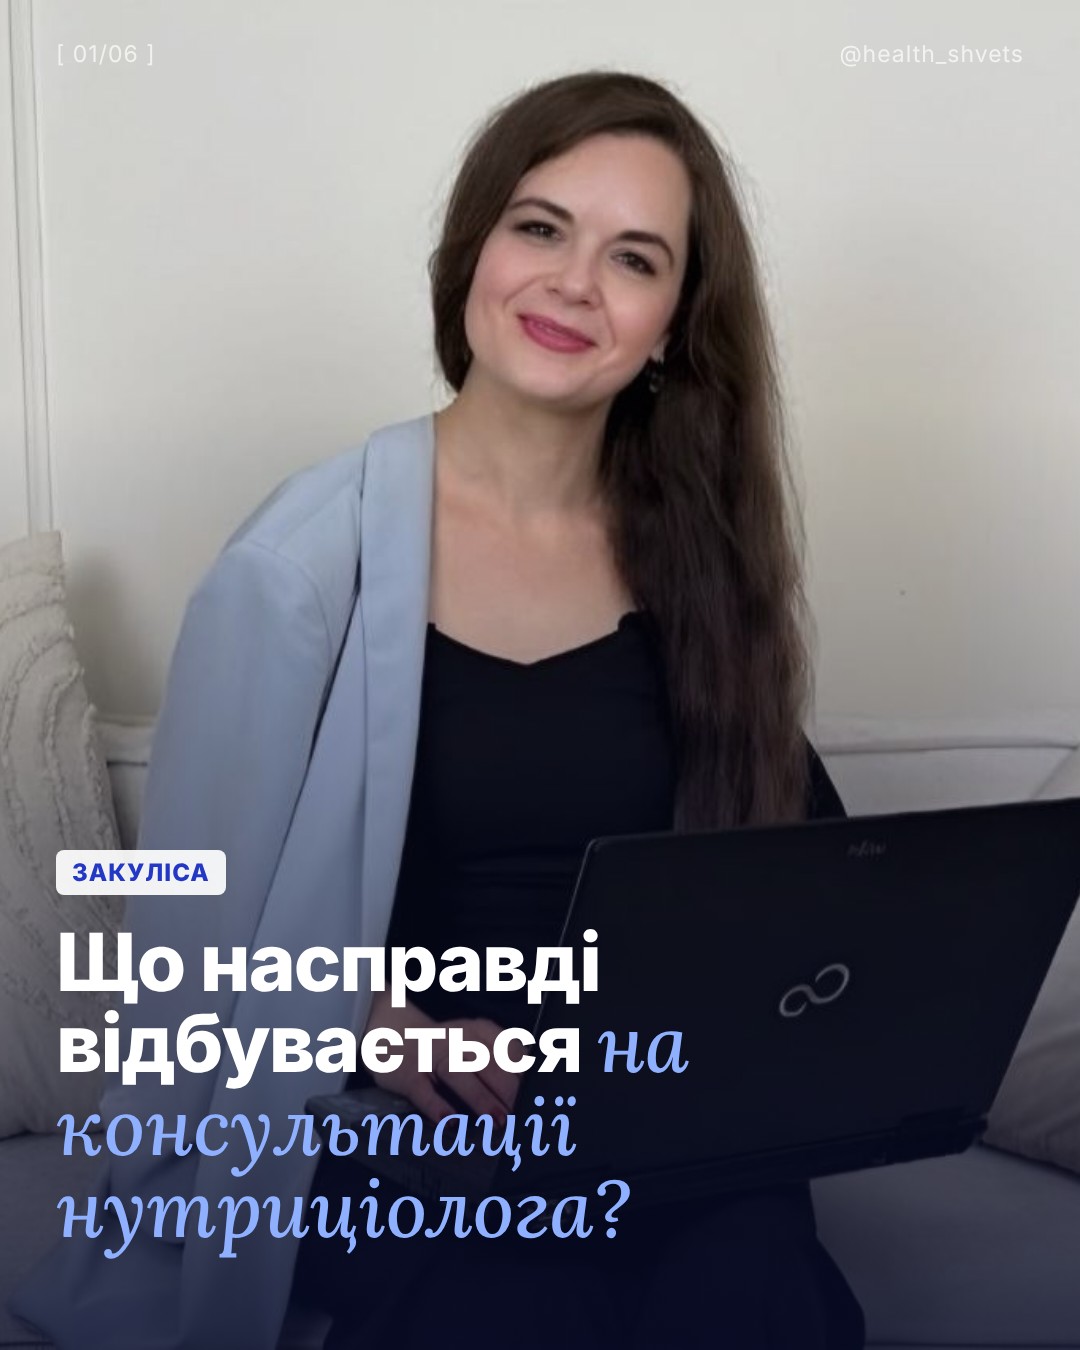 [ 01/06 ]
@health_shvets
ЗАКУЛІСА
Що насправді
відбувається на
консультації
нутриціолога?